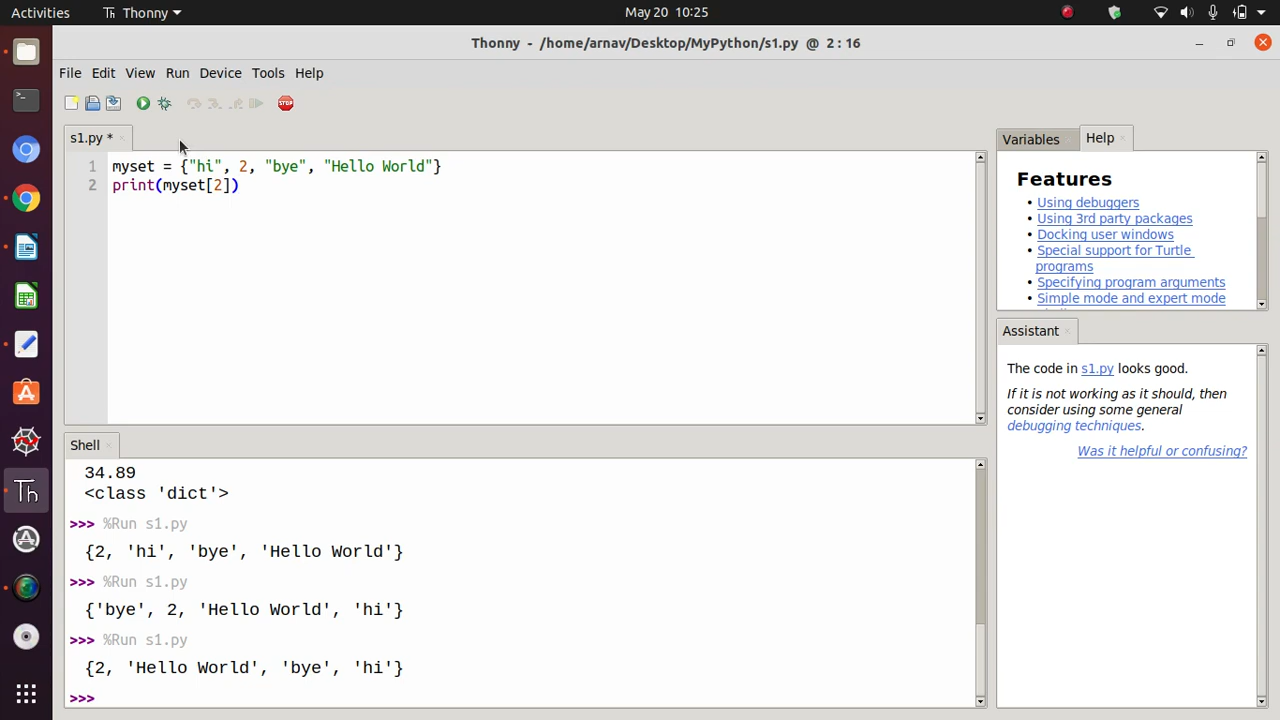 Activities
Thonny
May 20 10:25
Thonny - /home/arnav/Desktop/MyPython/s1.py @ 2 : 16
File Edit View Run Device Tools Help
STOP
s1.py *
1 myset = {"hi", 2, "bye", "Hello World"}
2 print(myset[2])
Variables
Help
Features
• Using debuggers
• Using 3rd party packages
• Docking user windows
• Special support for Turtle
programs
• Specifying program arguments
• Simple mode and expert mode
Assistant
The code in s1.py looks good.
If it is not working as it should, then
consider using some general
debugging techniques.
Was it helpful or confusing?
Shell
34.89
<class 'dict'>
>>> %Run s1.py
{2, 'hi', 'bye', 'Hello World'}
>>> %Run s1.py
{'bye', 2, 'Hello World', 'hi'}
>>> %Run s1.py
{2, 'Hello World', 'bye', 'hi'}
>>>
Th